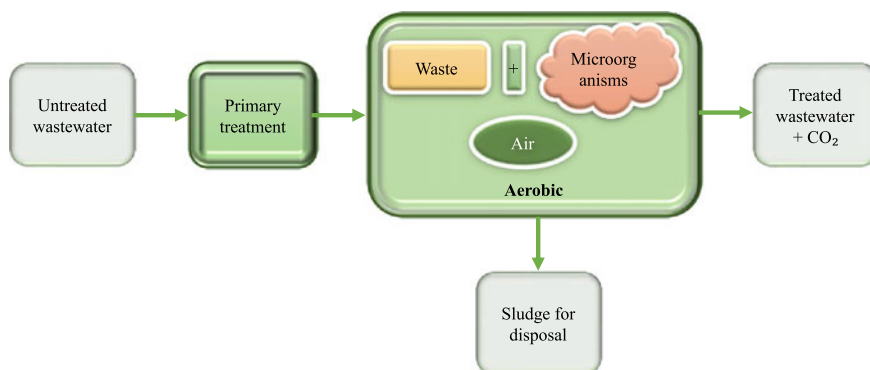 Untreated
wastewater
Primary
treatment
Waste
+
Microorg
anisms
Air
Aerobic
Treated
wastewater
+ CO₂
Sludge for
disposal